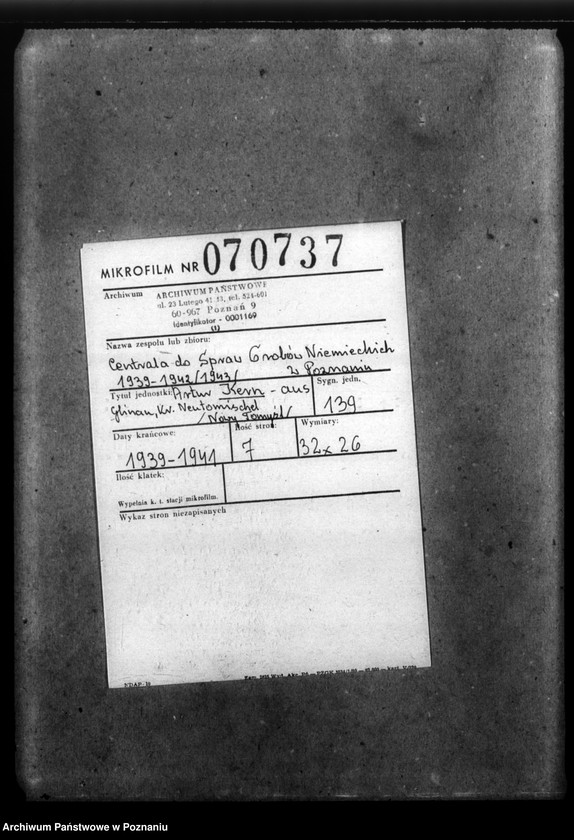 MIKROFILM NR 070737
Archiwum ARCHIWUM PAŃSTWOWE
ul. 23 Lutego 41/43, tel. 524-601
60-967 Poznań 9
Identyfikator - 0001169
(1)
Nazwa zespołu lub zbioru:
Centrala do Spraw Grobów Niemieckich
1939-1942/1943/ w Poznaniu
Tytuł jednostki: Artur Kern - aus
Glinau, Kr. Neutomischel
/Nowy Tomyśl/
Sygn. jedn.
139
Daty krańcowe:
1939-1941
Ilość stron:
7
Wymiary:
32x26
Ilość klatek:
Wypełnia k. t. stacji mikrofilm.
Wykaz stron niezapisanych
Archiwum Państwowe w Poznaniu